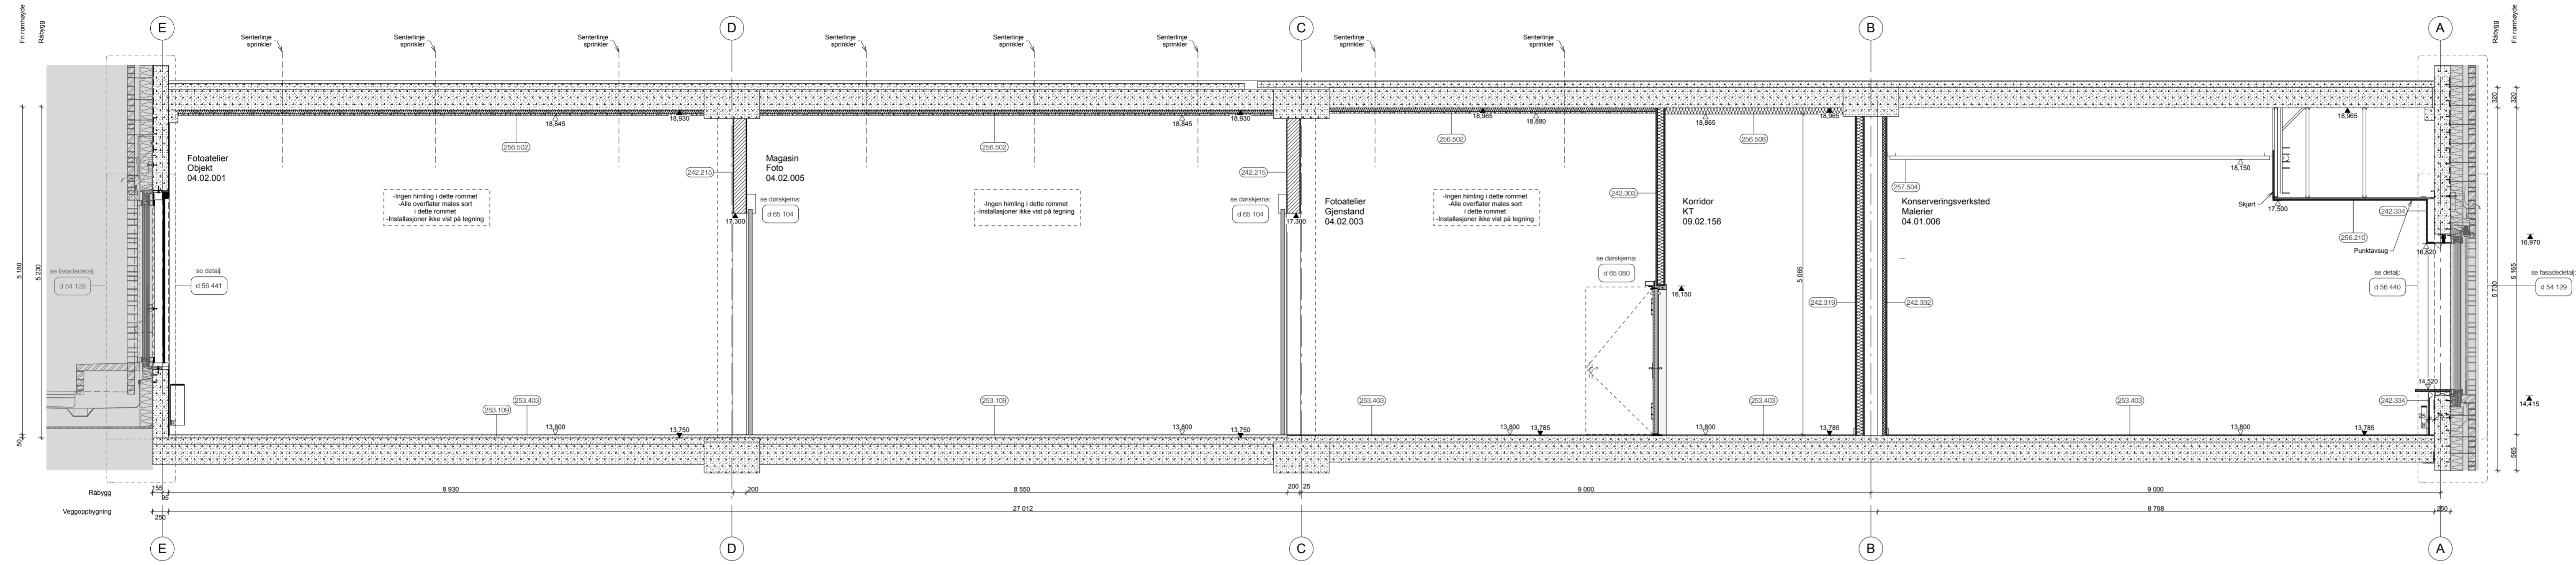 Fri romhøyde
Råbygg
E
D
C
B
A
Råbygg
Fri romhøyde
Senterlinje
sprinkler
Senterlinje
sprinkler
Senterlinje
sprinkler
Senterlinje
sprinkler
Senterlinje
sprinkler
Senterlinje
sprinkler
Senterlinje
sprinkler
Senterlinje
sprinkler
320
320
18,845
18,930
18,845
18,930
18,965
18,880
18,865
18,965
18,965
256.502
256.502
256.502
256.506
Fotoatelier
Objekt
04.02.001
Magasin
Foto
04.02.005
Fotoatelier
Gjenstand
04.02.003
Korridor
KT
09.02.156
Konserveringsverksted
Malerier
04.01.006
242.215
242.215
242.303
257.504
18,150
-Ingen himling i dette rommet
-Alle overflater males sort
i dette rommet
-Installasjoner ikke vist på tegning
-Ingen himling i dette rommet
-Installasjoner ikke vist på tegning
-Ingen himling i dette rommet
-Alle overflater males sort
i dette rommet
-Installasjoner ikke vist på tegning
se dørskjema:
d 65 104
se dørskjema:
d 65 104
17,300
17,300
Skjørt
17,500
242.334
256.210
Punktavsug
16,820
16,970
se dørskjema:
d 65 080
16,150
5 180
5 230
se fasadedetalj:
d 54 129
se detalj:
d 56 441
5 065
242.319
242.332
se detalj:
d 56 440
5 730
5 165
se fasadedetalj:
d 54 129
14,520
242.334
14,415
25
75
253.109
253.403
253.109
253.403
253.403
253.403
13,800
13,750
13,800
13,750
13,800
13,785
13,800
13,785
13,800
13,785
50
565
Råbygg
155
95
8 930
200
8 550
200
25
9 000
9 000
Veggoppbygning
250
27 012
8 798
250
E
D
C
B
A